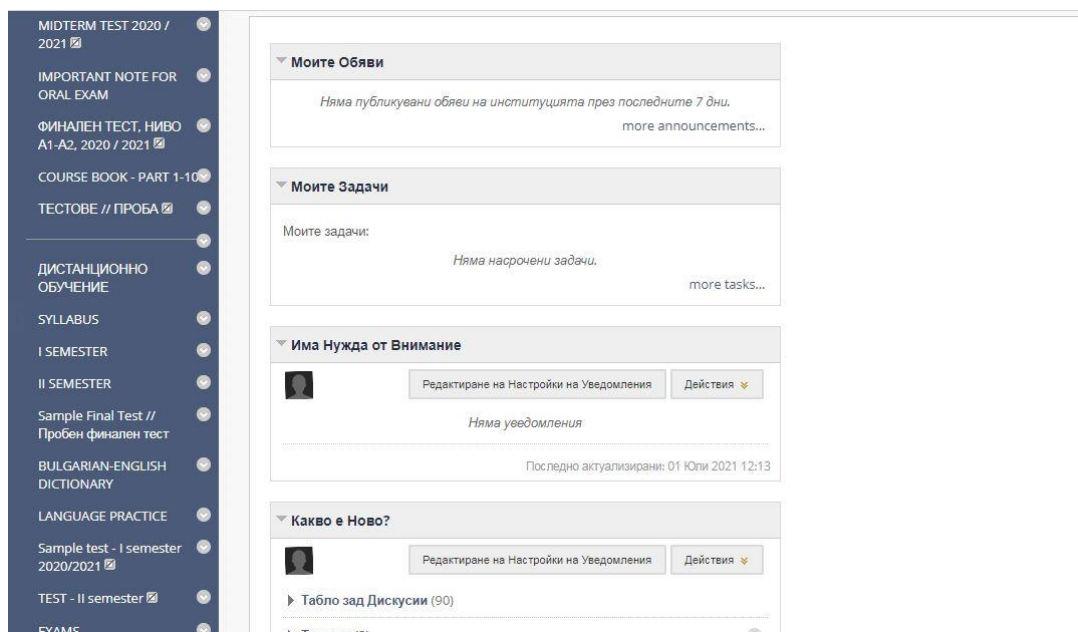 MIDTERM TEST 2020 /
2021
IMPORTANT NOTE FOR
ORAL EXAM
ФИНАЛЕН ТЕСТ, НИВО
А1-А2, 2020 / 2021
COURSE BOOK - PART 1-10
ТЕСТОВЕ // ПРОБА
ДИСТАНЦИОННО
ОБУЧЕНИЕ
SYLLABUS
I SEMESTER
II SEMESTER
Sample Final Test //
Пробен финален тест
BULGARIAN-ENGLISH
DICTIONARY
LANGUAGE PRACTICE
Sample test - I semester
2020/2021
TEST - II semester
EXAMS
Моите Обяви
Няма публикувани обяви на институцията през последните 7 дни.
more announcements...
Моите Задачи
Моите задачи:
Няма насрочени задачи.
more tasks...
Има Нужда от Внимание
Редактиране на Настройки на Уведомления
Действия
Няма уведомления
Последно актуализирани: 01 Юли 2021 12:13
Какво е Ново?
Редактиране на Настройки на Уведомления
Действия
Табло зад Дискусии (90)